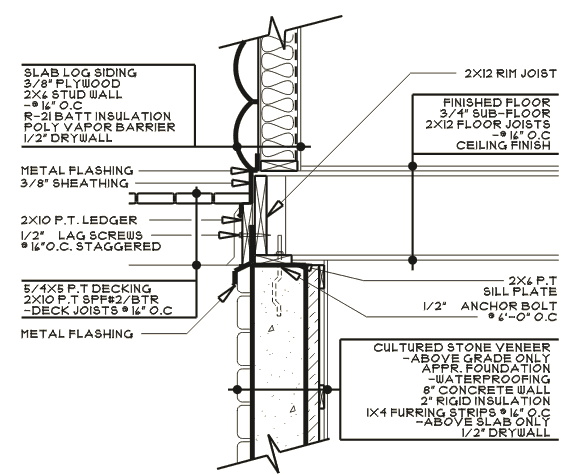 SLAB LOG SIDING
3/8" PLYWOOD
2X6 STUD WALL
-@ 16" O.C
R-21 BATT INSULATION
POLY VAPOR BARRIER
1/2" DRYWALL
METAL FLASHING
3/8" SHEATHING
2X10 P.T. LEDGER
1/2" LAG SCREWS
@ 16"O.C. STAGGERED
5/4X5 P.T DECKING
2X10 P.T SPF#2/BTR
-DECK JOISTS @ 16" O.C
METAL FLASHING
2X12 RIM JOIST
FINISHED FLOOR
3/4" SUB-FLOOR
2X12 FLOOR JOISTS
-@ 16" O.C
CEILING FINISH
2X6 P.T
SILL PLATE
1/2" ANCHOR BOLT
@ 6'-0" O.C
CULTURED STONE VENEER
-ABOVE GRADE ONLY
APPR. FOUNDATION
-WATERPROOFING
8" CONCRETE WALL
2" RIGID INSULATION
1X4 FURRING STRIPS @ 16" O.C
-ABOVE SLAB ONLY
1/2" DRYWALL